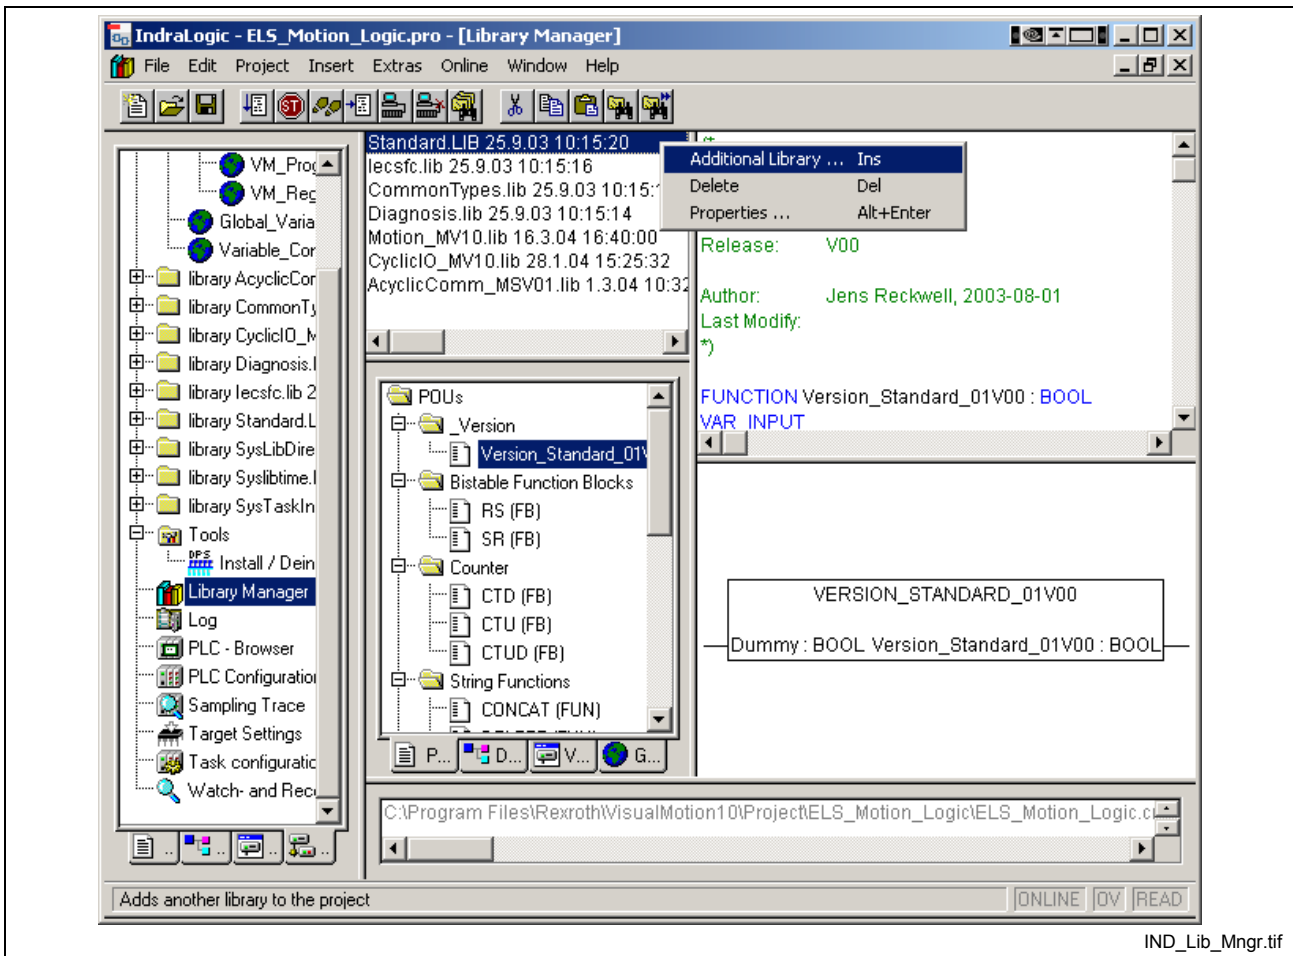 IndraLogic - ELS_Motion_Logic.pro - [Library Manager]
File Edit Project Insert Extras Online Window Help
VM_Prog
VM_Reg
Global_Varia
Variable_Cor
library AcyclicCor
library CommonTy
library CyclicIO_M
library Diagnosis.l
library Iecsfc.lib 2
library Standard.L
library SysLibDire
library Syslibtime.l
library SysTaskIn
Tools
DPS
Install / Dein
Library Manager
Log
PLC - Browser
PLC Configuration
Sampling Trace
Target Settings
Task configuratic
Watch- and Rec
Standard.LIB 25.9.03 10:15:20
Iecsfc.lib 25.9.03 10:15:16
CommonTypes.lib 25.9.03 10:15:1
Diagnosis.lib 25.9.03 10:15:14
Motion_MV10.lib 16.3.04 16:40:00
CyclicIO_MV10.lib 28.1.04 15:25:32
AcyclicComm_MSV01.lib 1.3.04 10:32
Additional Library ... Ins
Delete Del
Properties ... Alt+Enter
Release: V00
Author: Jens Reckwell, 2003-08-01
Last Modify:
*)
FUNCTION Version_Standard_01V00 : BOOL
VAR_INPUT
POUs
_Version
Version_Standard_01V
Bistable Function Blocks
RS (FB)
SR (FB)
Counter
CTD (FB)
CTU (FB)
CTUD (FB)
String Functions
CONCAT (FUN)
P... D... V... G...
VERSION_STANDARD_01V00
Dummy : BOOL Version_Standard_01V00 : BOOL
C:\Program Files\Rexroth\VisualMotion10\Project\ELS_Motion_Logic\ELS_Motion_Logic.c
.. .. .. ..
Adds another library to the project
ONLINE OV READ
IND_Lib_Mngr.tif